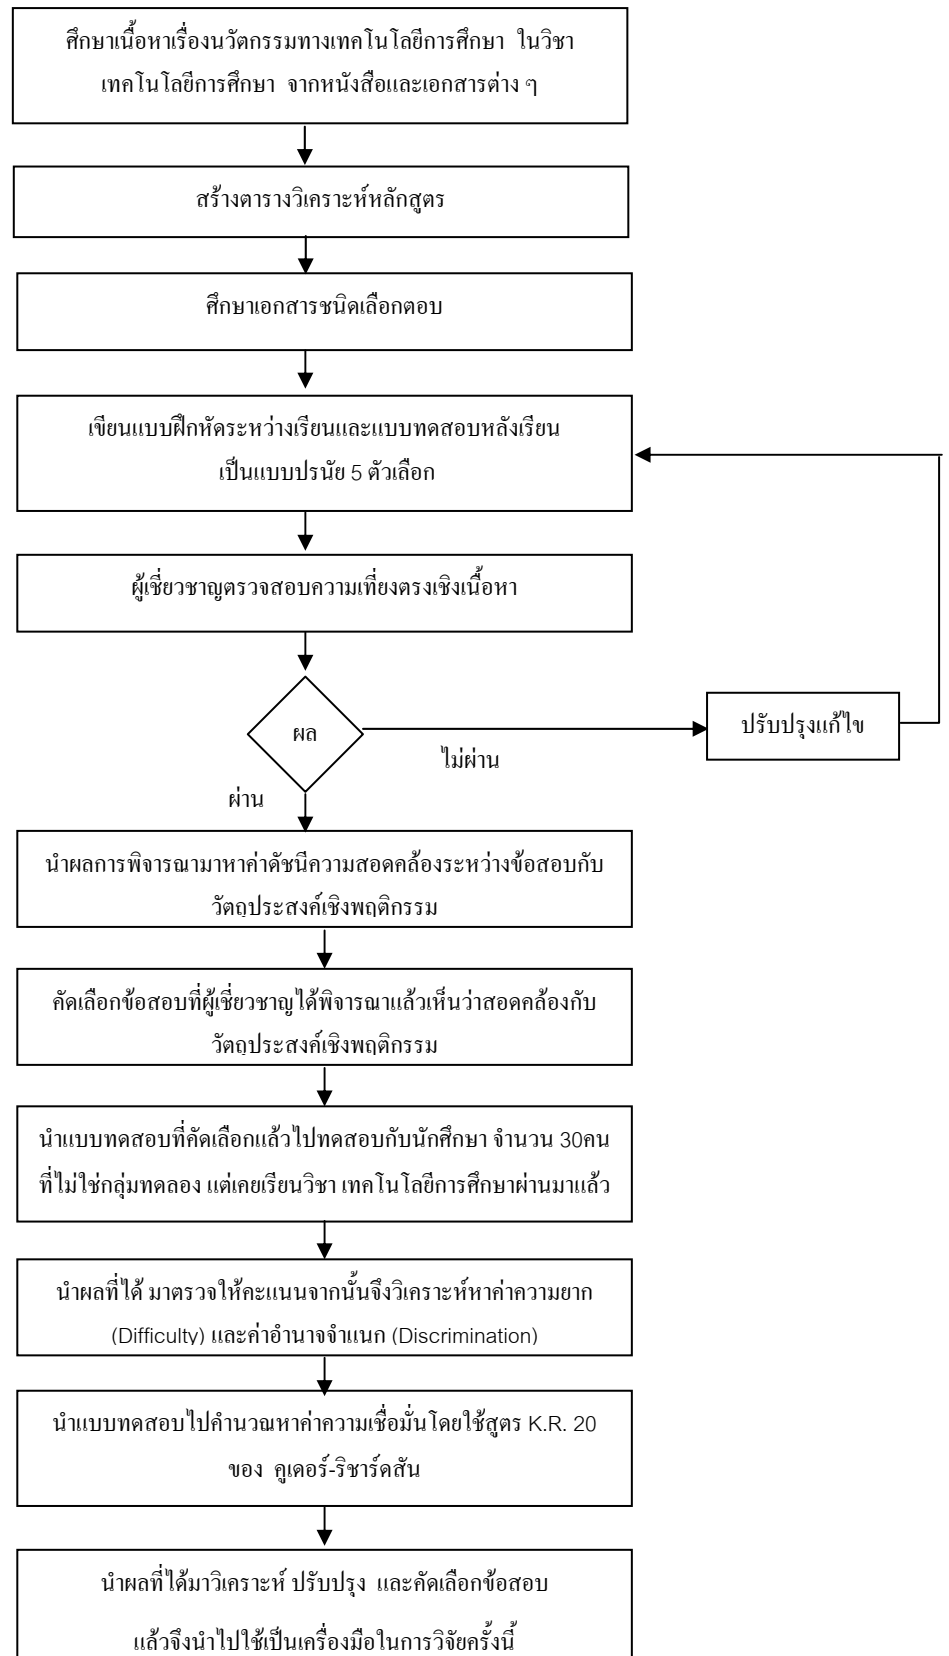 ศึกษาเนื้อหาเรื่องนวัตกรรมทางเทคโนโลยีการศึกษา ในวิชา
เทคโนโลยีการศึกษา จากหนังสือและเอกสารต่าง ๆ
สร้างตารางวิเคราะห์หลักสูตร
ศึกษาเอกสารชนิดเลือกตอบ
เขียนแบบฝึกหัดระหว่างเรียนและแบบทดสอบหลังเรียน
เป็นแบบปรนัย 5 ตัวเลือก
ผู้เชี่ยวชาญตรวจสอบความเที่ยงตรงเชิงเนื้อหา
ผล
ปรับปรุงแก้ไข
ไม่ผ่าน
ผ่าน
นำผลการพิจารณามาหาค่าดัชนีความสอดคล้องระหว่างข้อสอบกับ
วัตถุประสงค์เชิงพฤติกรรม
คัดเลือกข้อสอบที่ผู้เชี่ยวชาญได้พิจารณาแล้วเห็นว่าสอดคล้องกับ
วัตถุประสงค์เชิงพฤติกรรม
นำแบบทดสอบที่คัดเลือกแล้วไปทดสอบกับนักศึกษา จำนวน 30คน
ที่ไม่ใช่กลุ่มทดลอง แต่เคยเรียนวิชา เทคโนโลยีการศึกษาผ่านมาแล้ว
นำผลที่ได้ มาตรวจให้คะแนนจากนั้นจึงวิเคราะห์หาค่าความยาก
(Difficulty) และค่าอำนาจจำแนก (Discrimination)
นำแบบทดสอบไปคำนวณหาค่าความเชื่อมั่นโดยใช้สูตร K.R. 20
ของ คูเดอร์-ริชาร์ดสัน
นำผลที่ได้มาวิเคราะห์ ปรับปรุง และคัดเลือกข้อสอบ
แล้วจึงนำไปใช้เป็นเครื่องมือในการวิจัยครั้งนี้